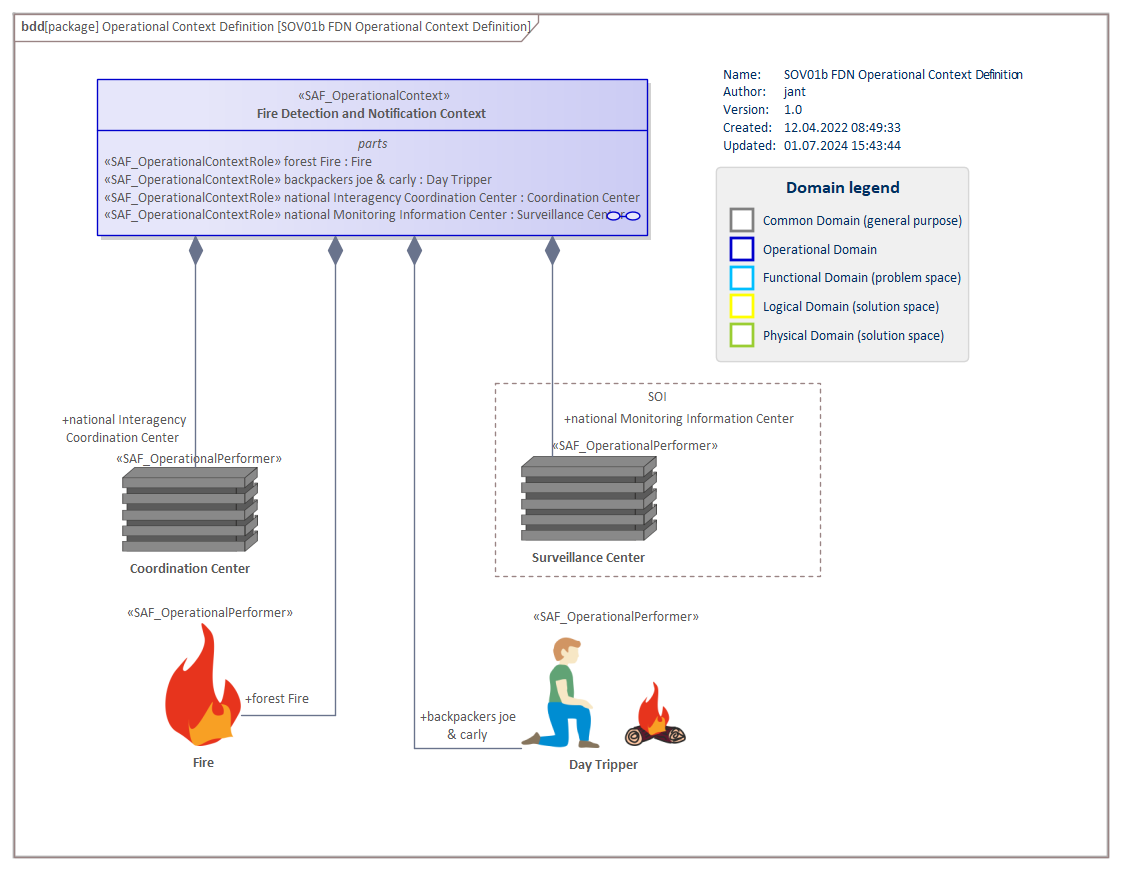 bdd[package] Operational Context Definition [SOV01b FDN Operational Context Definition]
Name: SOV01b FDN Operational Context Definition
Author: jant
Version: 1.0
Created: 12.04.2022 08:49:33
Updated: 01.07.2024 15:43:44
«SAF_OperationalContext»
Fire Detection and Notification Context
parts
«SAF_OperationalContextRole» forest Fire : Fire
«SAF_OperationalContextRole» backpackers joe & carly : Day Tripper
«SAF_OperationalContextRole» national Interagency Coordination Center : Coordination Center
«SAF_OperationalContextRole» national Monitoring Information Center : Surveillance Center
Domain legend
Common Domain (general purpose)
Operational Domain
Functional Domain (problem space)
Logical Domain (solution space)
Physical Domain (solution space)
+national Interagency
Coordination Center
«SAF_OperationalPerformer»
Coordination Center
SOI
+national Monitoring Information Center
«SAF_OperationalPerformer»
Surveillance Center
«SAF_OperationalPerformer»
+forest Fire
Fire
«SAF_OperationalPerformer»
+backpackers joe
& carly
Day Tripper